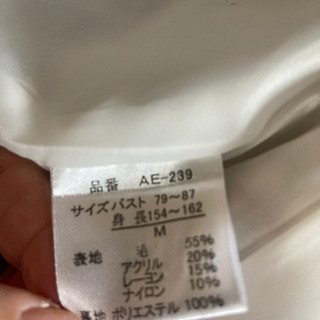 品番 AE-239
サイズバスト 79~87
身長154~162
M
表地 毛 55%
アクリル 20%
レーヨン 15%
ナイロン 10%
裏地 ポリエステル 100%